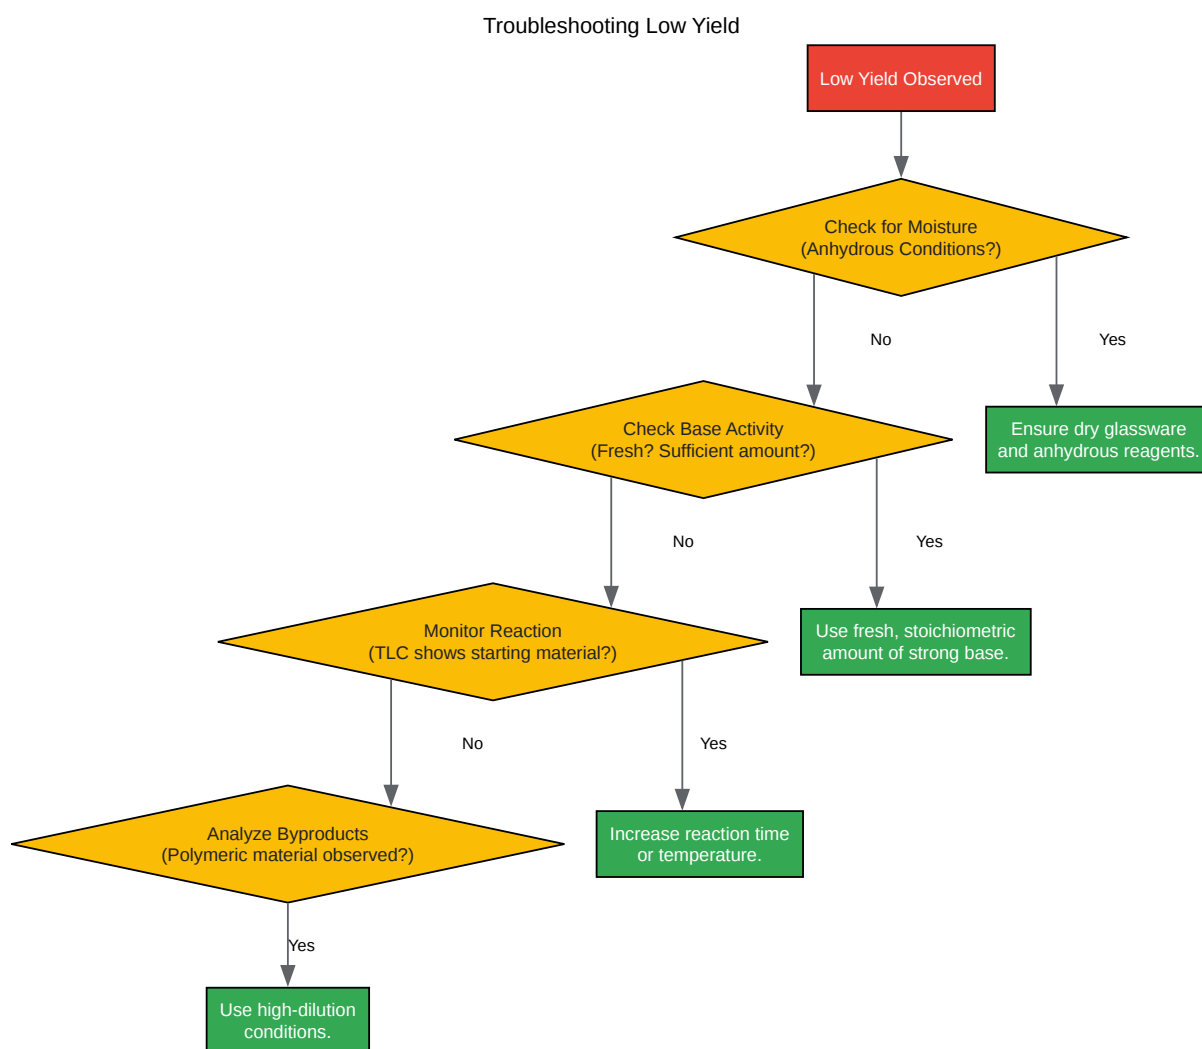 Troubleshooting Low Yield
Low Yield Observed
Check for Moisture
(Anhydrous Conditions?)
No
Yes
Check Base Activity
(Fresh? Sufficient amount?)
Ensure dry glassware
and anhydrous reagents.
No
Yes
Monitor Reaction
(TLC shows starting material?)
Use fresh, stoichiometric
amount of strong base.
No
Yes
Analyze Byproducts
(Polymeric material observed?)
Increase reaction time
or temperature.
Yes
Use high-dilution
conditions.